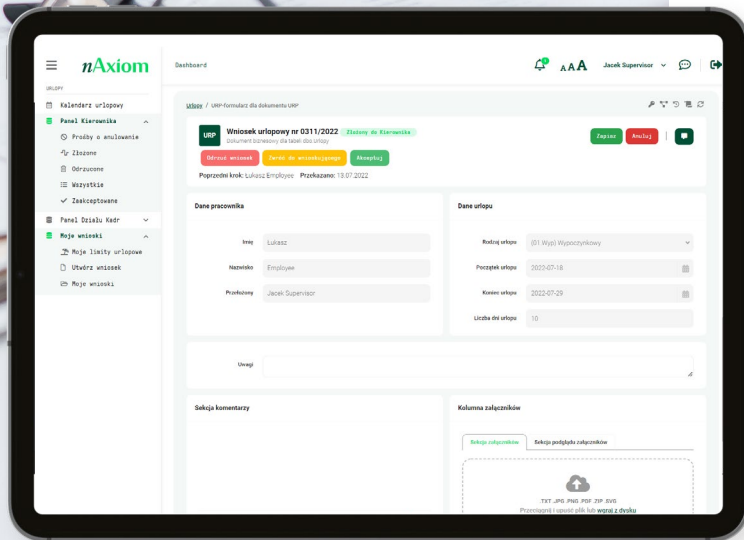 nAxiom
Dashboard
AAA
Jacek Supervisor
URLOPY
Kalendarz urlopowy
Panel Kierownika
Prośby o anulowanie
Złożone
Odrzucone
Wszystkie
Zaakceptowane
Panel Działu Kadr
Moje wnioski
Moje limity urlopowe
Utwórz wniosek
Moje wnioski
Urlopy / URP-formularz dla dokumentu URP
URP
Wniosek urlopowy nr 0311/2022 Złożony do Kierownika
Dokument biznesowy dla tabeli dbo.Urlopy
Zapisz Anuluj
Odrzuć wniosek Zwróć do wnioskującego Akceptuj
Poprzedni krok: Łukasz Employee Przekazano: 13.07.2022
Dane pracownika
Imię Łukasz
Nazwisko Employee
Przełożony Jacek Supervisor
Dane urlopu
Rodzaj urlopu (01 Wyp) Wypoczynkowy
Początek urlopu 2022-07-16
Koniec urlopu 2022-07-29
Liczba dni urlopu 10
Uwagi
Sekcja komentarzy
Kolumna załączników
Sekcja załączników Sekcja podglądu załączników
.TXT .JPG .PNG .PDF .ZIP .SVG
Przeciągnij i upuść plik lub wgraj z dysku